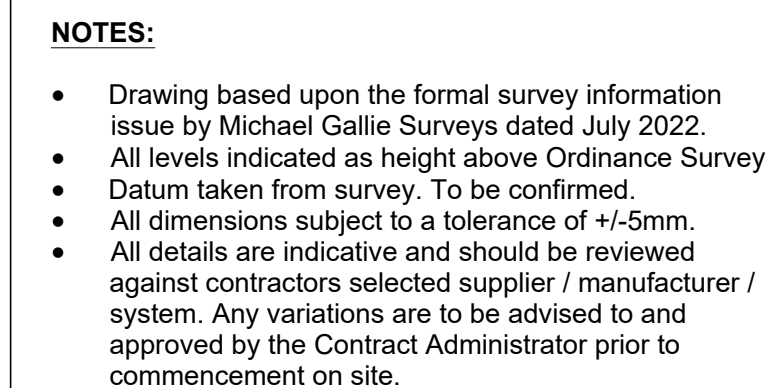 NOTES:
• Drawing based upon the formal survey information
issue by Michael Gallie Surveys dated July 2022.
• All levels indicated as height above Ordinance Survey
• Datum taken from survey. To be confirmed.
• All dimensions subject to a tolerance of +/-5mm.
• All details are indicative and should be reviewed
against contractors selected supplier / manufacturer /
system. Any variations are to be advised to and
approved by the Contract Administrator prior to
commencement on site.